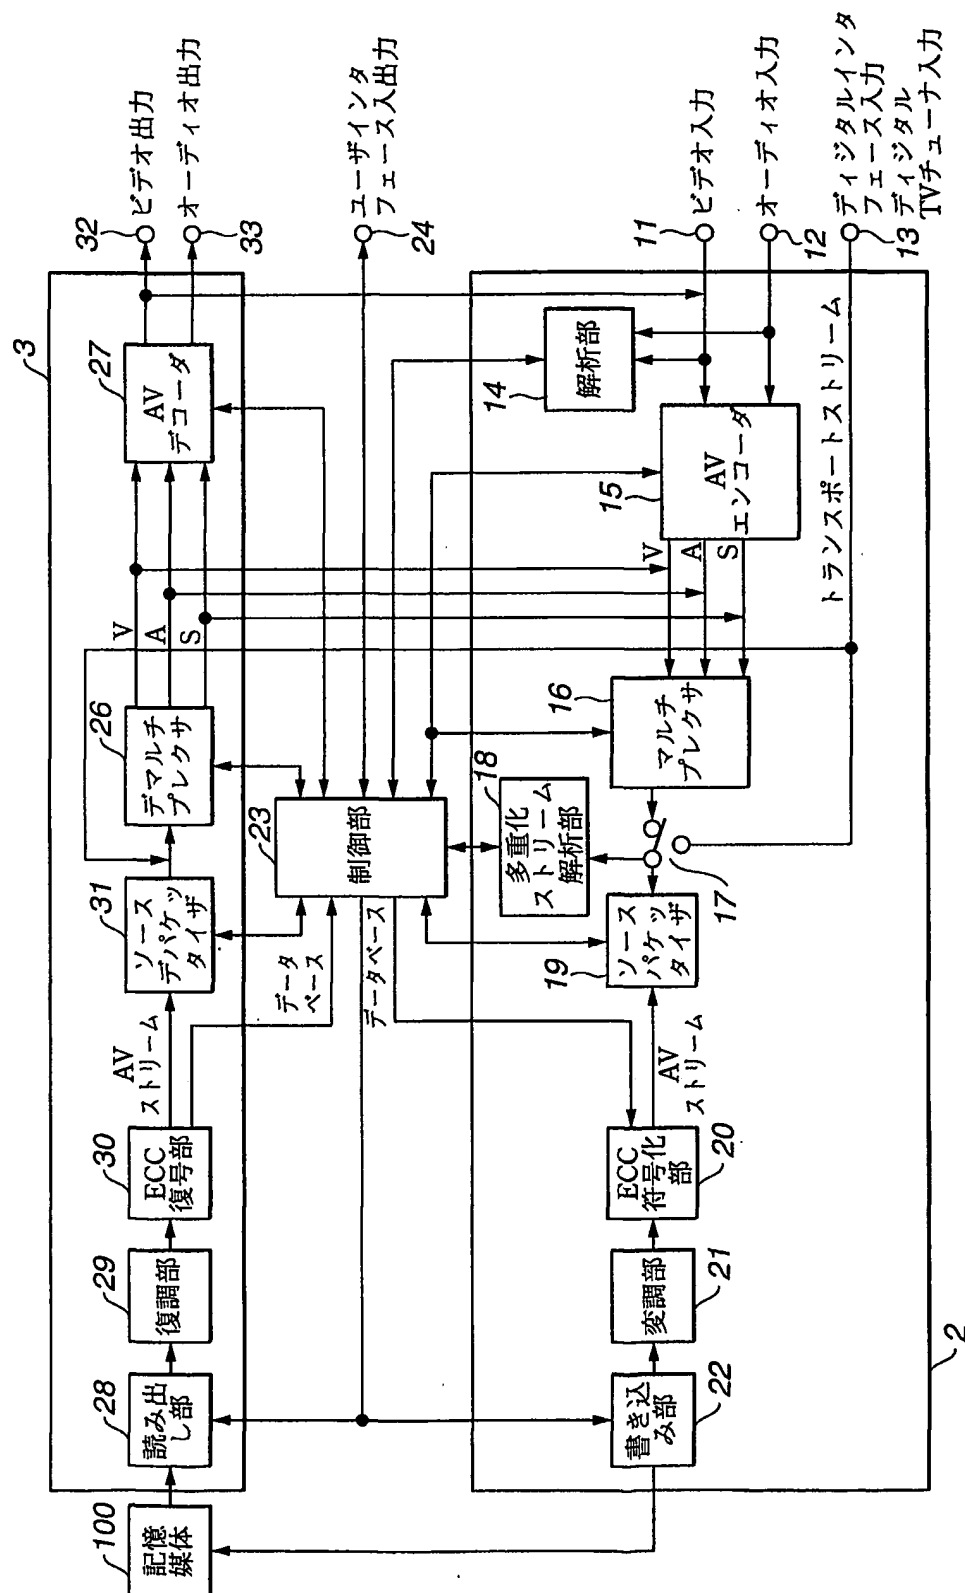 3
100
記憶
媒体
28
読み出
し部
29
復調部
30
ECC
復号部
AV
ストリーム
31
ソース
デパケッ
タイザ
26
デマルチ
プレクサ
V
A
S
27
AV
デコーダ
32
ビデオ出力
オーディオ出力
33
データ
ベース
データベース
23
制御部
ユーザインタ
フェース入出力
24
2
22
書き込
み部
21
変調部
20
ECC
符号化
部
AV
ストリーム
19
ソース
パケッ
タイザ
18
多重化
ストリーム
解析部
17
16
マルチ
プレクサ
V
A
S
15
AV
エンコーダ
14
解析部
トランスポートストリーム
11
ビデオ入力
12
オーディオ入力
13
ディジタルインタ
フェース入力
ディジタル
TVチューナ入力